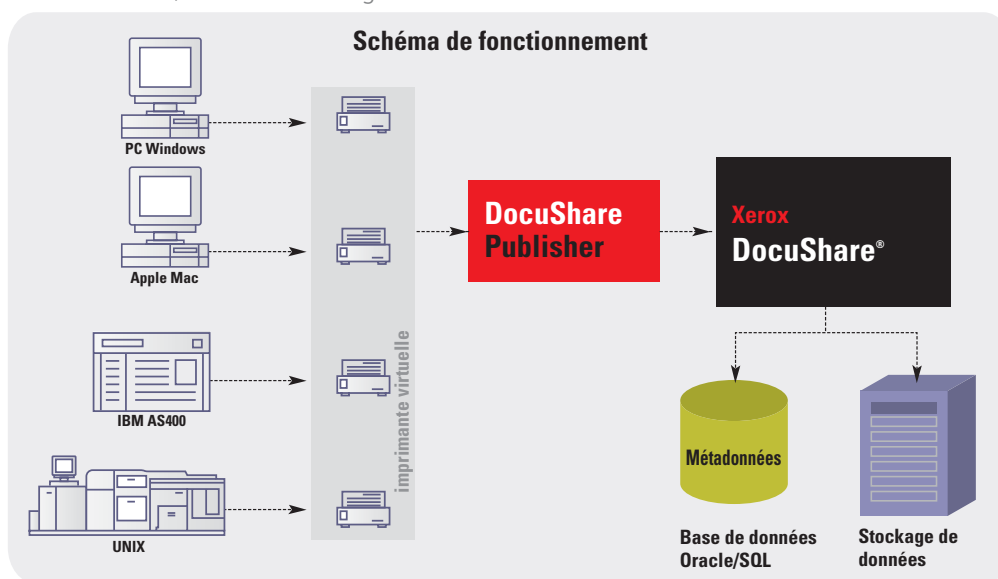 Schéma de fonctionnement
PC Windows
Apple Mac
IBM AS400
UNIX
imprimante virtuelle
DocuShare
Publisher
Xerox
DocuShare®
Métadonnées
Base de données
Oracle/SQL
Stockage de
données